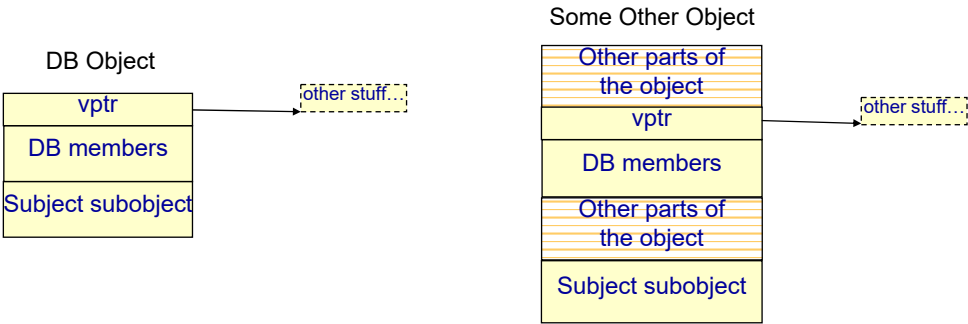 DB Object
vptr
other stuff…
DB members
Subject subobject
Some Other Object
Other parts of
the object
vptr
other stuff…
DB members
Other parts of
the object
Subject subobject